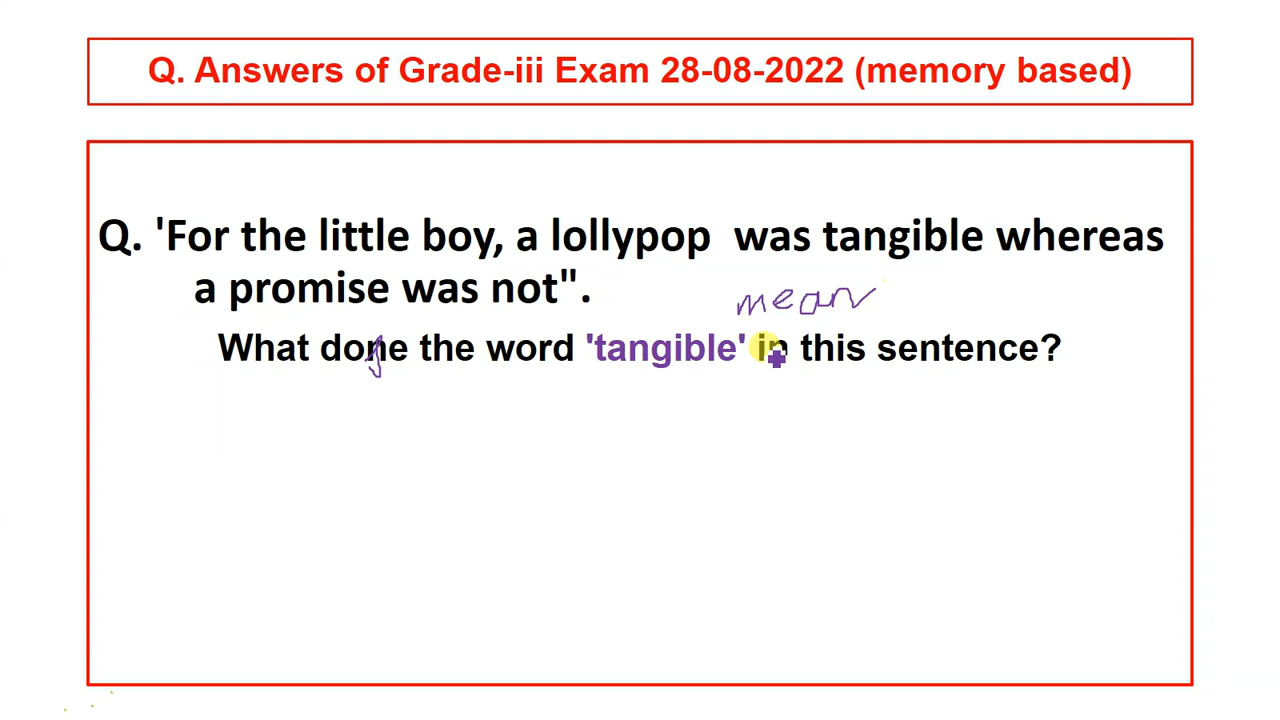 Q. Answers of Grade-iii Exam 28-08-2022 (memory based)
Q. 'For the little boy, a lollypop was tangible whereas
a promise was not".
mean
What done the word 'tangible' in this sentence?